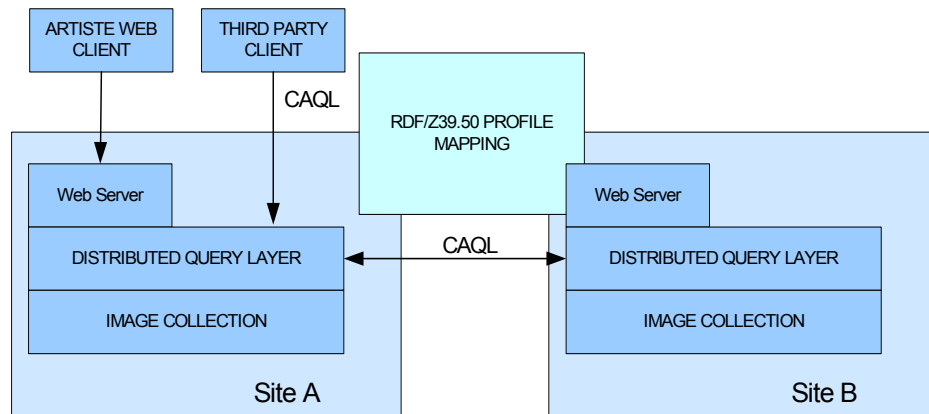 ARTISTE WEB
CLIENT
THIRD PARTY
CLIENT
CAQL
RDF/Z39.50 PROFILE
MAPPING
Web Server
Web Server
DISTRIBUTED QUERY LAYER
CAQL
DISTRIBUTED QUERY LAYER
IMAGE COLLECTION
IMAGE COLLECTION
Site A
Site B